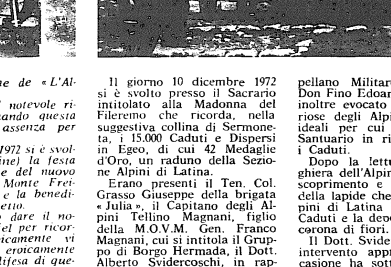 ne de « L'Al-
notevole ri-
ando questa
assenza per
1972 si è svol-
ine) la festa
e del nuovo
Monte Frei-
e la benedi-
etto.
o dare il no-
el per ricor-
icamente vi
eroicamente
difesa di que-
Il giorno 10 dicembre 1972
si è svolto presso il Sacrario
intitolato alla Madonna del
Fileremo che ricorda, nella
suggestiva collina di Sermone-
ta, i 15.000 Caduti e Dispersi
in Egeo, di cui 42 Medaglie
d'Oro, un raduno della Sezio-
ne Alpini di Latina.
Erano presenti il Ten. Col.
Grasso Giuseppe della brigata
« Julia », il Capitano degli Al-
pini Tellino Magnani, figlio
della M.O.V.M. Gen. Franco
Magnani, cui si intitola il Grup-
po di Borgo Hermada, il Dott.
Alberto Svidercoschi, in rap-
pellano Militare
Don Fino Edoar
inoltre evocato
riose degli Alpin
ideali per cui
Santuario in ri
i Caduti.
Dopo la lettu
ghiera dell'Alpin
scoprimento e
della lapide che
pini di Latina
Caduti e la depo
corona di fiori.
Il Dott. Svide
intervento appr
casione ha sott